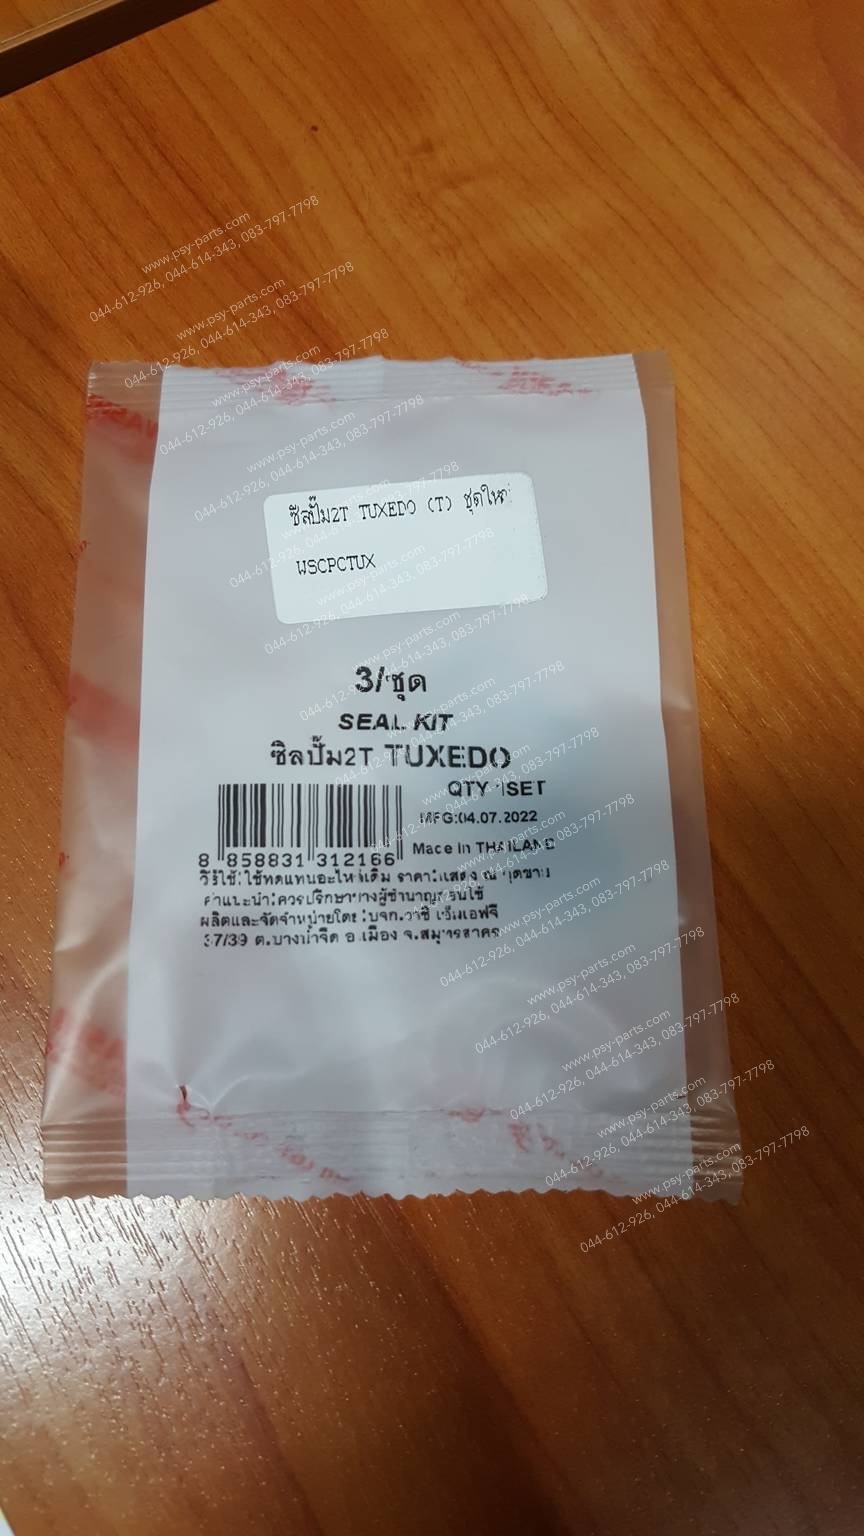 ซีลปั๊ม2T TUXEDO (T) ชุดใหญ่
WSCPCTUX
3/ชุด
SEAL KIT
ซีลปั๊ม2T TUXEDO
QTY 1SET
MFG:04.07.2022
Made in THAILAND
8 858831 312166
วิธีใช้:ใช้ทดแทนอะไหล่เดิม ราคา:แสดง ณ จุดขาย
คำแนะนำ:ควรปรึกษาช่างผู้ชำนาญก่อนใช้
ผลิตและจัดจำหน่ายโดย:บจก.วาชิ เอ็มเอฟจี
37/39 ต.บางน้ำจืด อ.เมือง จ.สมุทรสาคร
www.psy-parts.com
044-612-926, 044-614-343, 083-797-7798